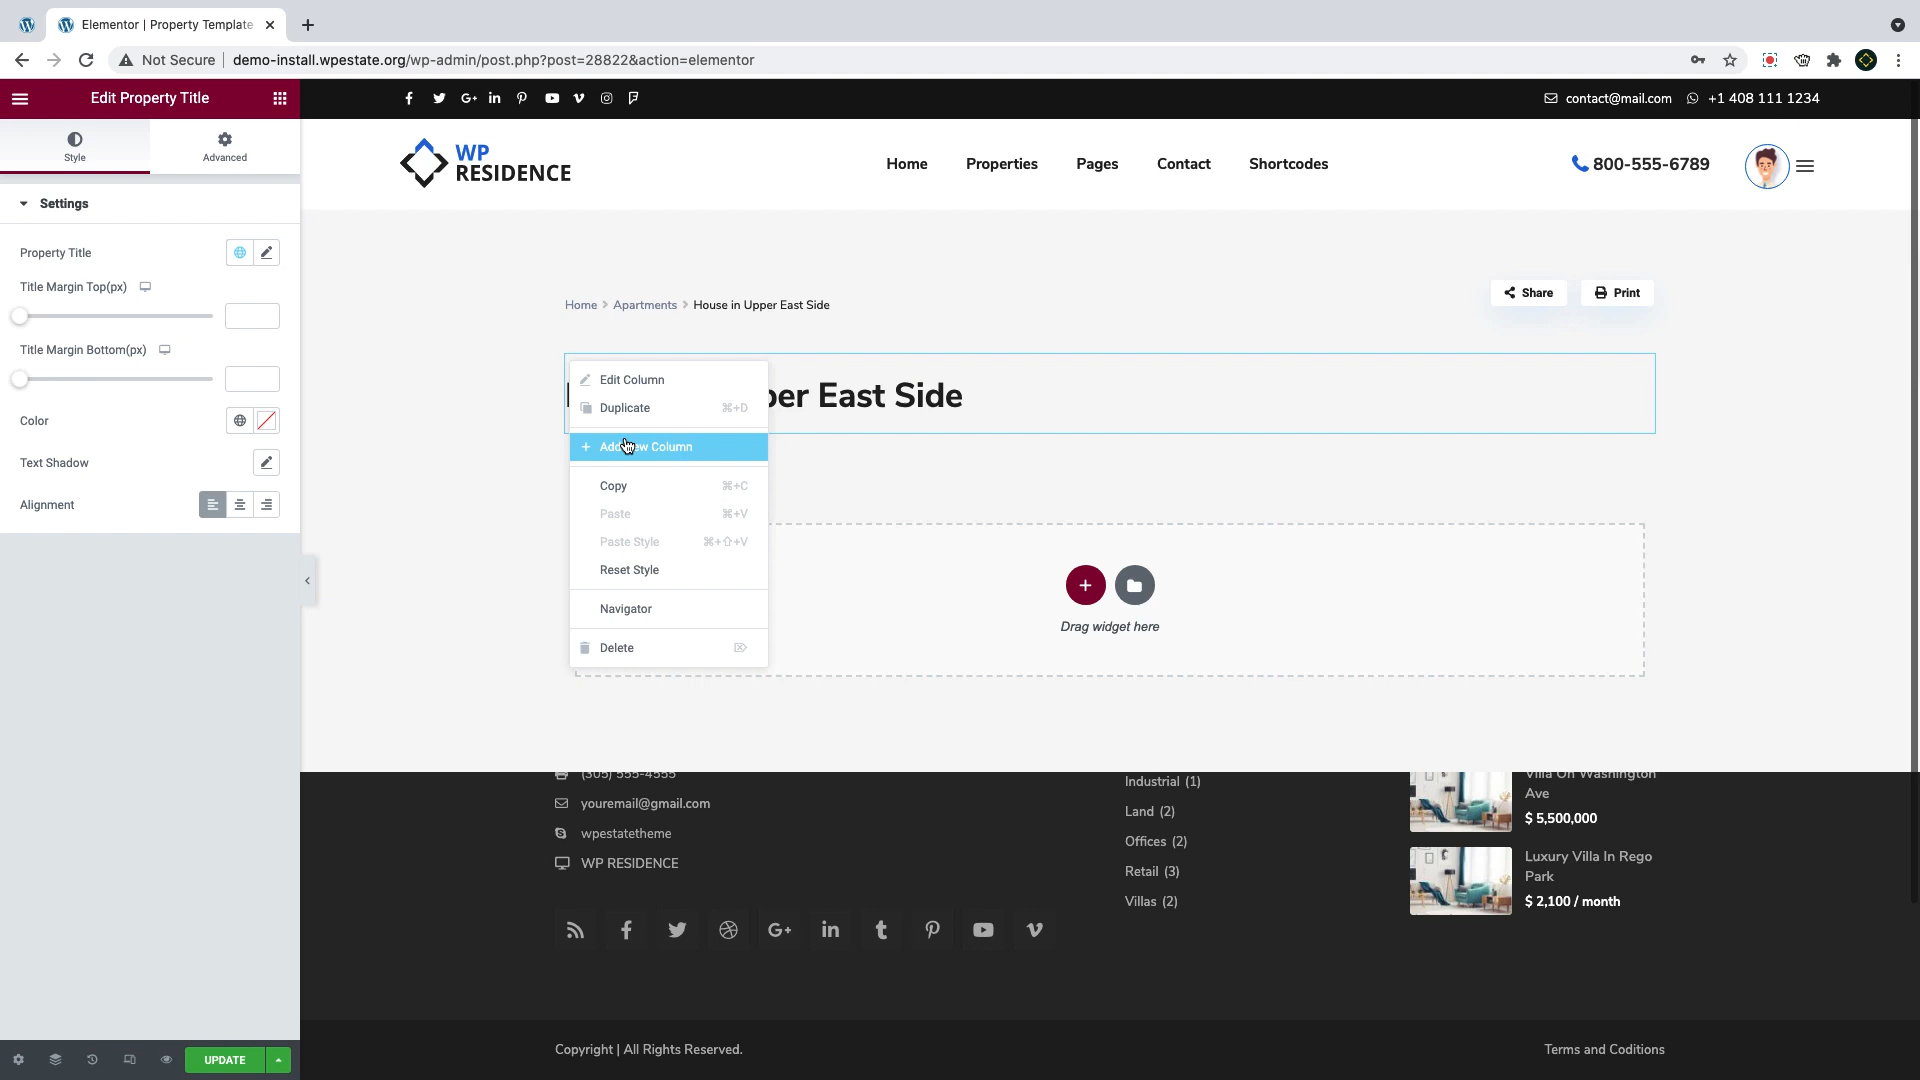 Elementor | Property Template
Not Secure
demo-install.wpestate.org/wp-admin/post.php?post=28822&action=elementor
Edit Property Title
Style
Advanced
Settings
Property Title
Title Margin Top(px)
Title Margin Bottom(px)
Color
Text Shadow
Alignment
UPDATE
contact@mail.com
+1 408 111 1234
WP
RESIDENCE
Home
Properties
Pages
Contact
Shortcodes
800-555-6789
Home > Apartments > House in Upper East Side
Share
Print
per East Side
Edit Column
Duplicate ⌘+D
Add New Column
Copy ⌘+C
Paste ⌘+V
Paste Style ⌘+⇧+V
Reset Style
Navigator
Delete ⌦
Drag widget here
(305) 555-4555
youremail@gmail.com
wpestatetheme
WP RESIDENCE
Industrial (1)
Land (2)
Offices (2)
Retail (3)
Villas (2)
Villa On Washington
Ave
$ 5,500,000
Luxury Villa In Rego
Park
$ 2,100 / month
Copyright | All Rights Reserved.
Terms and Coditions